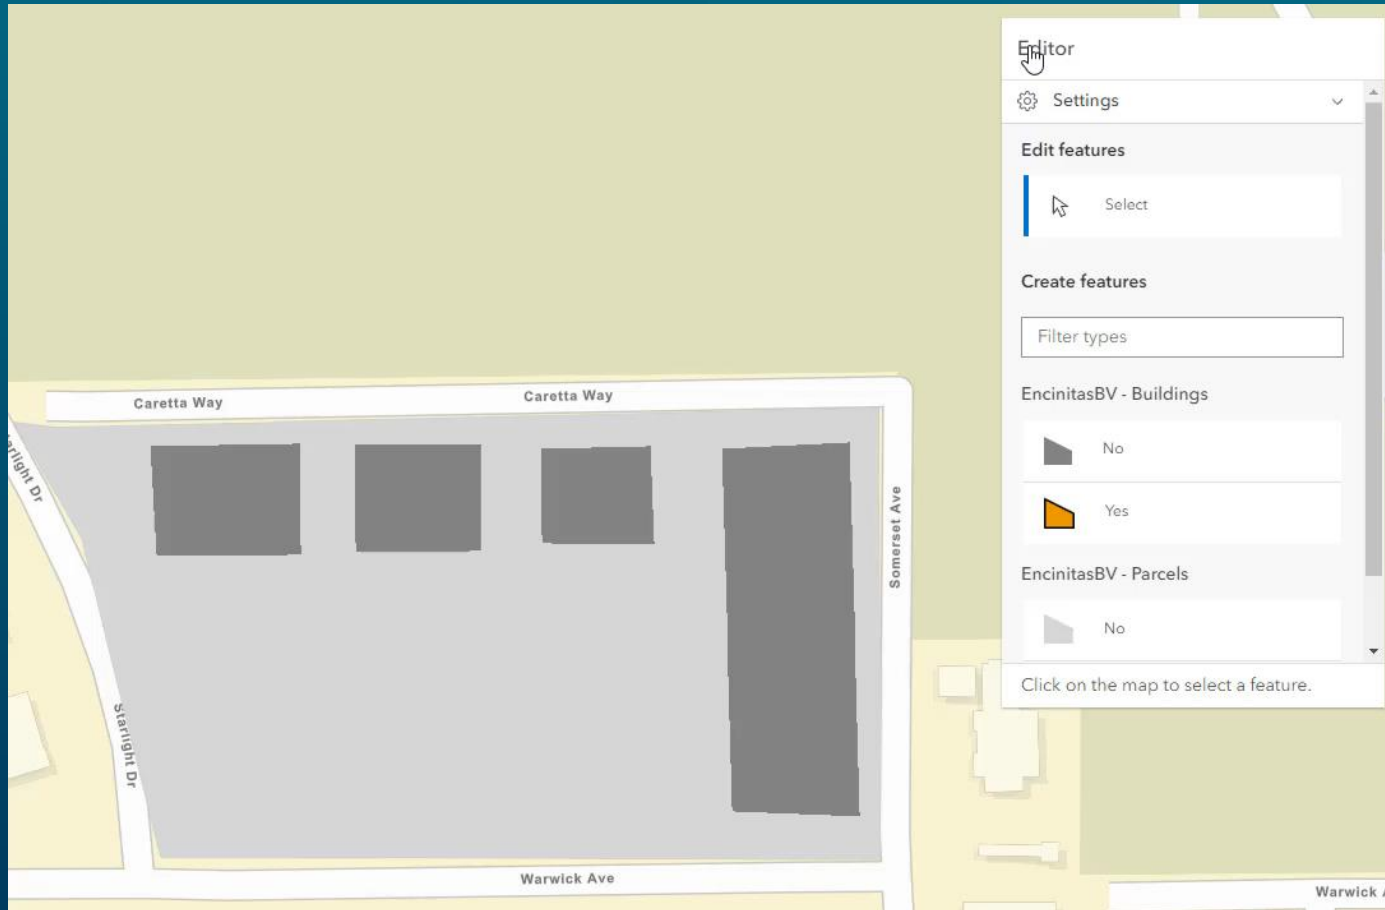 Editor
Settings
Edit features
Select
Create features
Filter types
EncinitasBV - Buildings
No
Yes
EncinitasBV - Parcels
No
Click on the map to select a feature.
Caretta Way
Caretta Way
Starlight Dr
Somerset Ave
Starlight Dr
Warwick Ave
Warwick